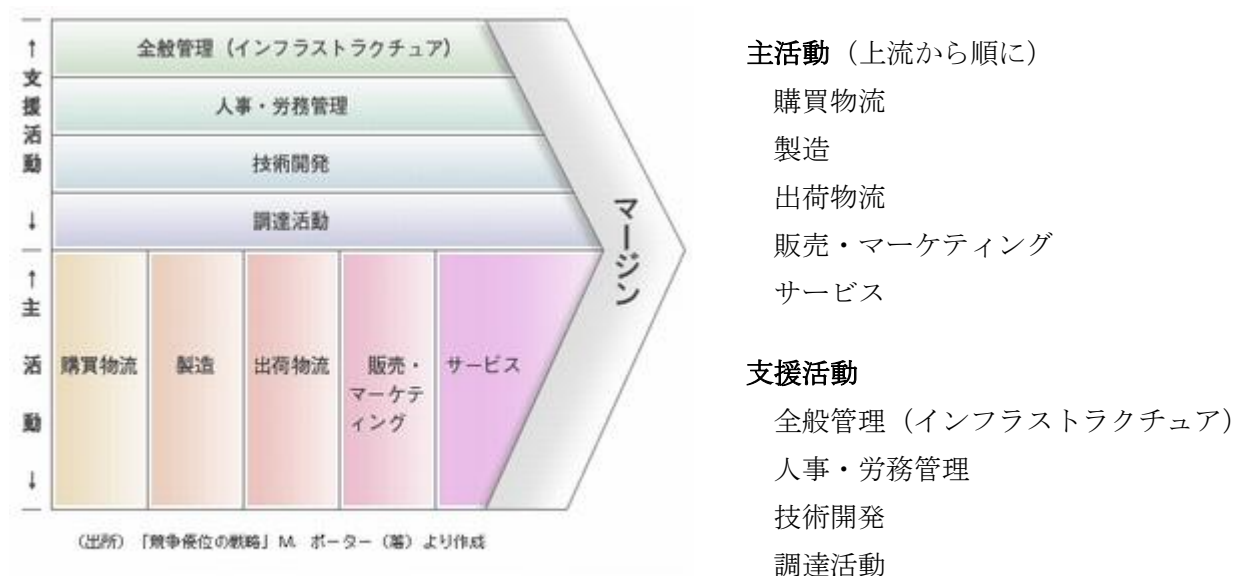 ↑支援活動↓
全般管理（インフラストラクチュア）
人事・労務管理
技術開発
調達活動
↑主活動↓
購買物流
製造
出荷物流
販売・
マーケテ
ィング
サービス
マージン
（出所）「競争優位の戦略」M. ポーター（著）より作成
主活動（上流から順に）
購買物流
製造
出荷物流
販売・マーケティング
サービス
支援活動
全般管理（インフラストラクチュア）
人事・労務管理
技術開発
調達活動